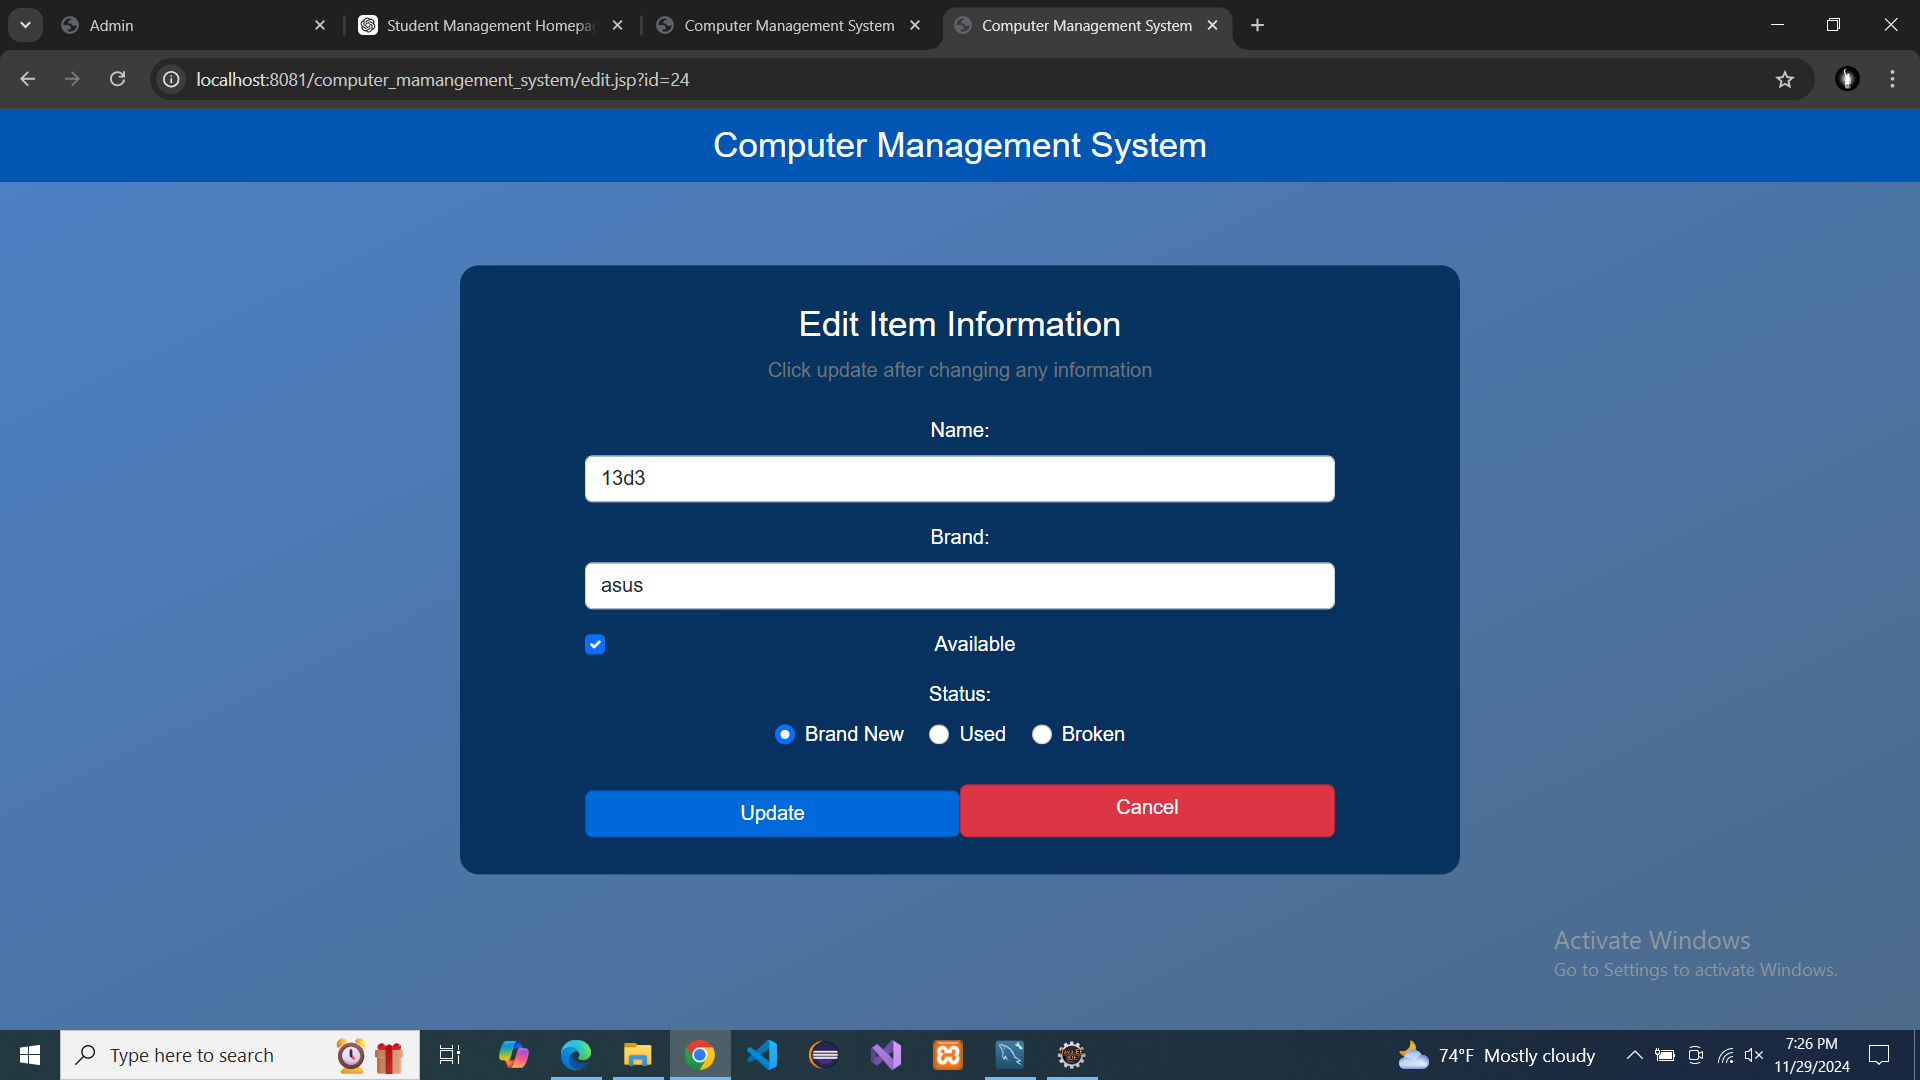 Admin
Student Management Homepa
Computer Management System
Computer Management System
localhost:8081/computer_mamangement_system/edit.jsp?id=24
Computer Management System
Edit Item Information
Click update after changing any information
Name:
13d3
Brand:
asus
Available
Status:
Brand New Used Broken
Update Cancel
Activate Windows
Go to Settings to activate Windows.
Type here to search
74°F Mostly cloudy
7:26 PM
11/29/2024